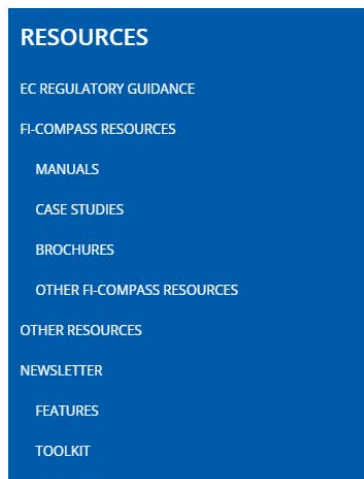 RESOURCES
EC REGULATORY GUIDANCE
FI-COMPASS RESOURCES
MANUALS
CASE STUDIES
BROCHURES
OTHER FI-COMPASS RESOURCES
OTHER RESOURCES
NEWSLETTER
FEATURES
TOOLKIT